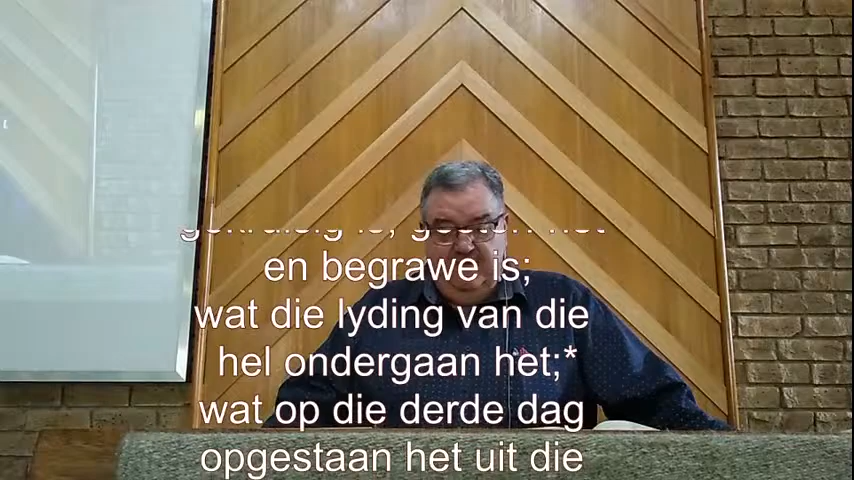 en begrawe is;
wat die lyding van die
hel ondergaan het;*
wat op die derde dag
opgestaan het uit die